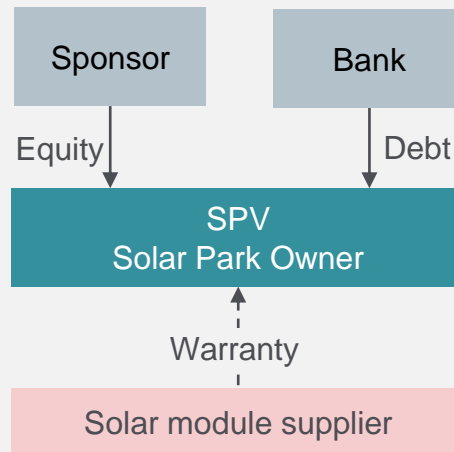 Sponsor
Bank
Equity
Debt
SPV
Solar Park Owner
Warranty
Solar module supplier